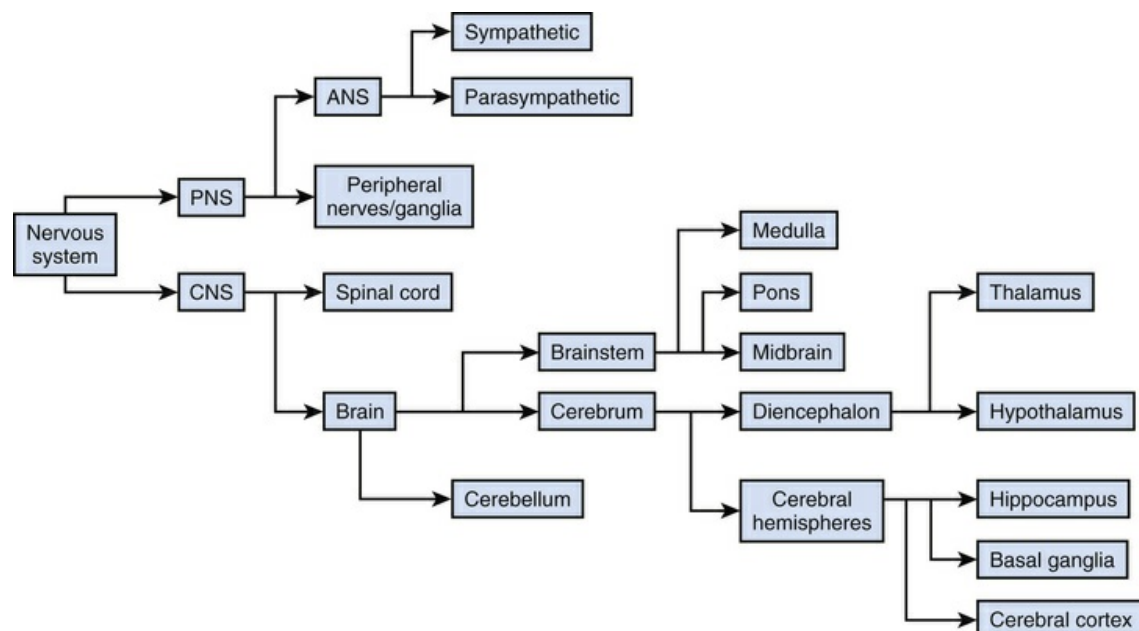 Sympathetic
ANS
Parasympathetic
PNS
Peripheral
nerves/ganglia
Nervous
system
CNS
Spinal cord
Medulla
Pons
Thalamus
Brainstem
Midbrain
Brain
Cerebrum
Diencephalon
Hypothalamus
Cerebellum
Cerebral
hemispheres
Hippocampus
Basal ganglia
Cerebral cortex